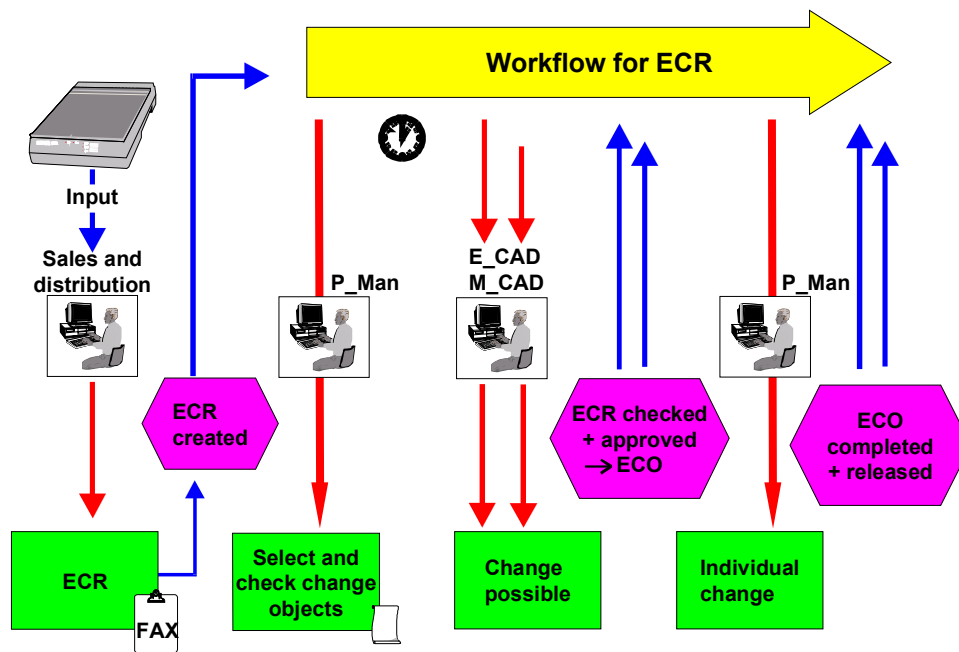 Workflow for ECR
Input
Sales and
distribution
P_Man
E_CAD
M_CAD
P_Man
ECR
created
ECR checked
+ approved
→ ECO
ECO
completed
+ released
ECR
FAX
Select and
check change
objects
Change
possible
Individual
change